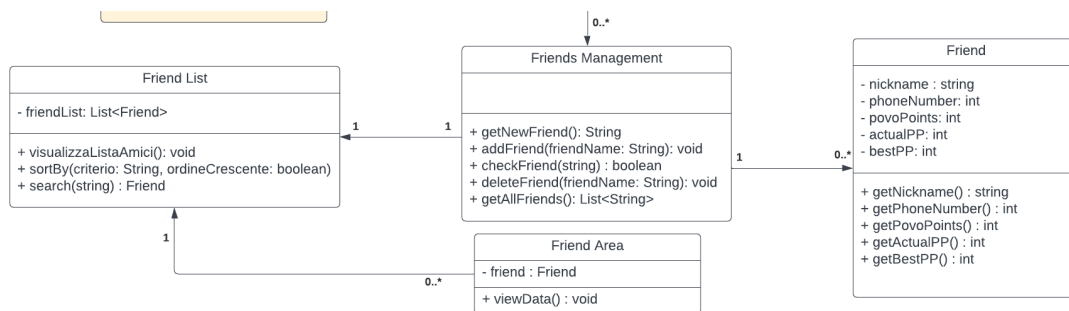 0..*
Friend List
- friendList: List<Friend>
+ visualizzaListaAmici(): void
+ sortBy(criterio: String, ordineCrescente: boolean)
+ search(string) : Friend
1
1
Friends Management
+ getNewFriend(): String
+ addFriend(friendName: String): void
+ checkFriend(string) : boolean
+ deleteFriend(friendName: String): void
+ getAllFriends(): List<String>
1
0..*
Friend
- nickname : string
- phoneNumber: int
- povoPoints: int
- actualPP: int
- bestPP: int
+ getNickname() : string
+ getPhoneNumber() : int
+ getPovoPoints() : int
+ getActualPP() : int
+ getBestPP() : int
1
0..*
Friend Area
- friend : Friend
+ viewData() : void